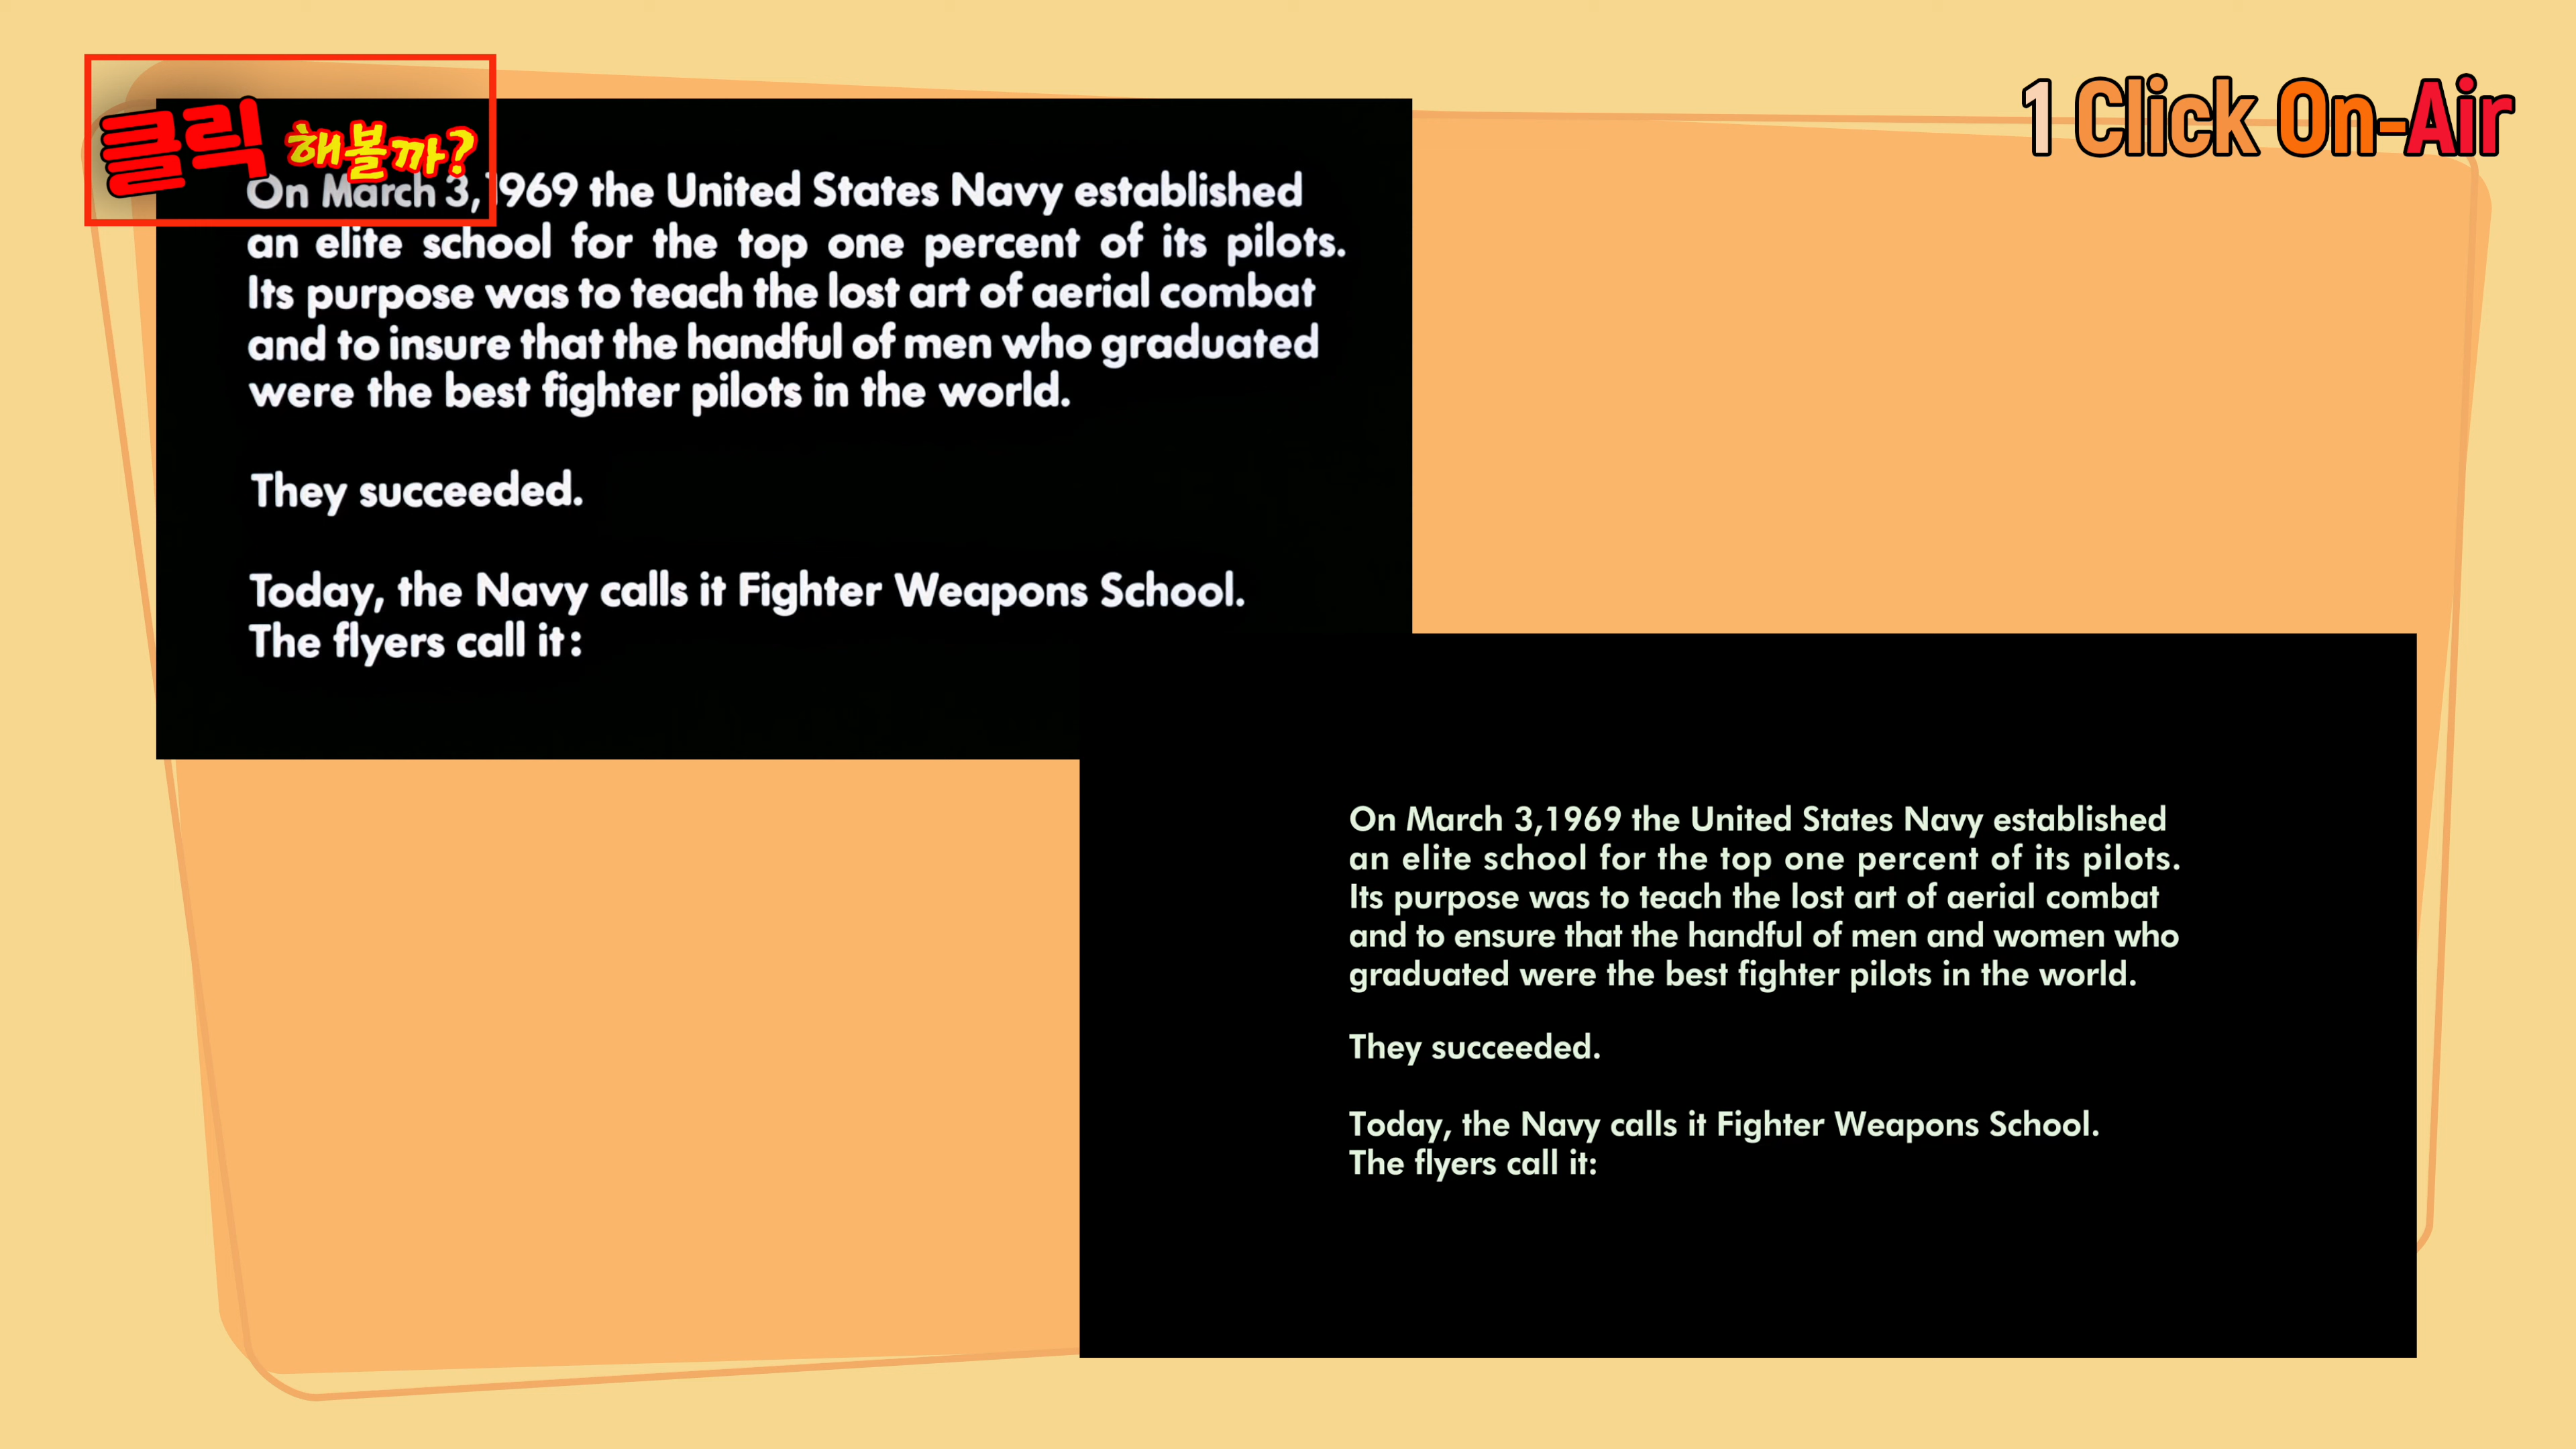 클릭 해볼까?
1 Click On-Air
On March 3,1969 the United States Navy established
an elite school for the top one percent of its pilots.
Its purpose was to teach the lost art of aerial combat
and to insure that the handful of men who graduated
were the best fighter pilots in the world.
They succeeded.
Today, the Navy calls it Fighter Weapons School.
The flyers call it:
On March 3,1969 the United States Navy established
an elite school for the top one percent of its pilots.
Its purpose was to teach the lost art of aerial combat
and to ensure that the handful of men and women who
graduated were the best fighter pilots in the world.
They succeeded.
Today, the Navy calls it Fighter Weapons School.
The flyers call it: